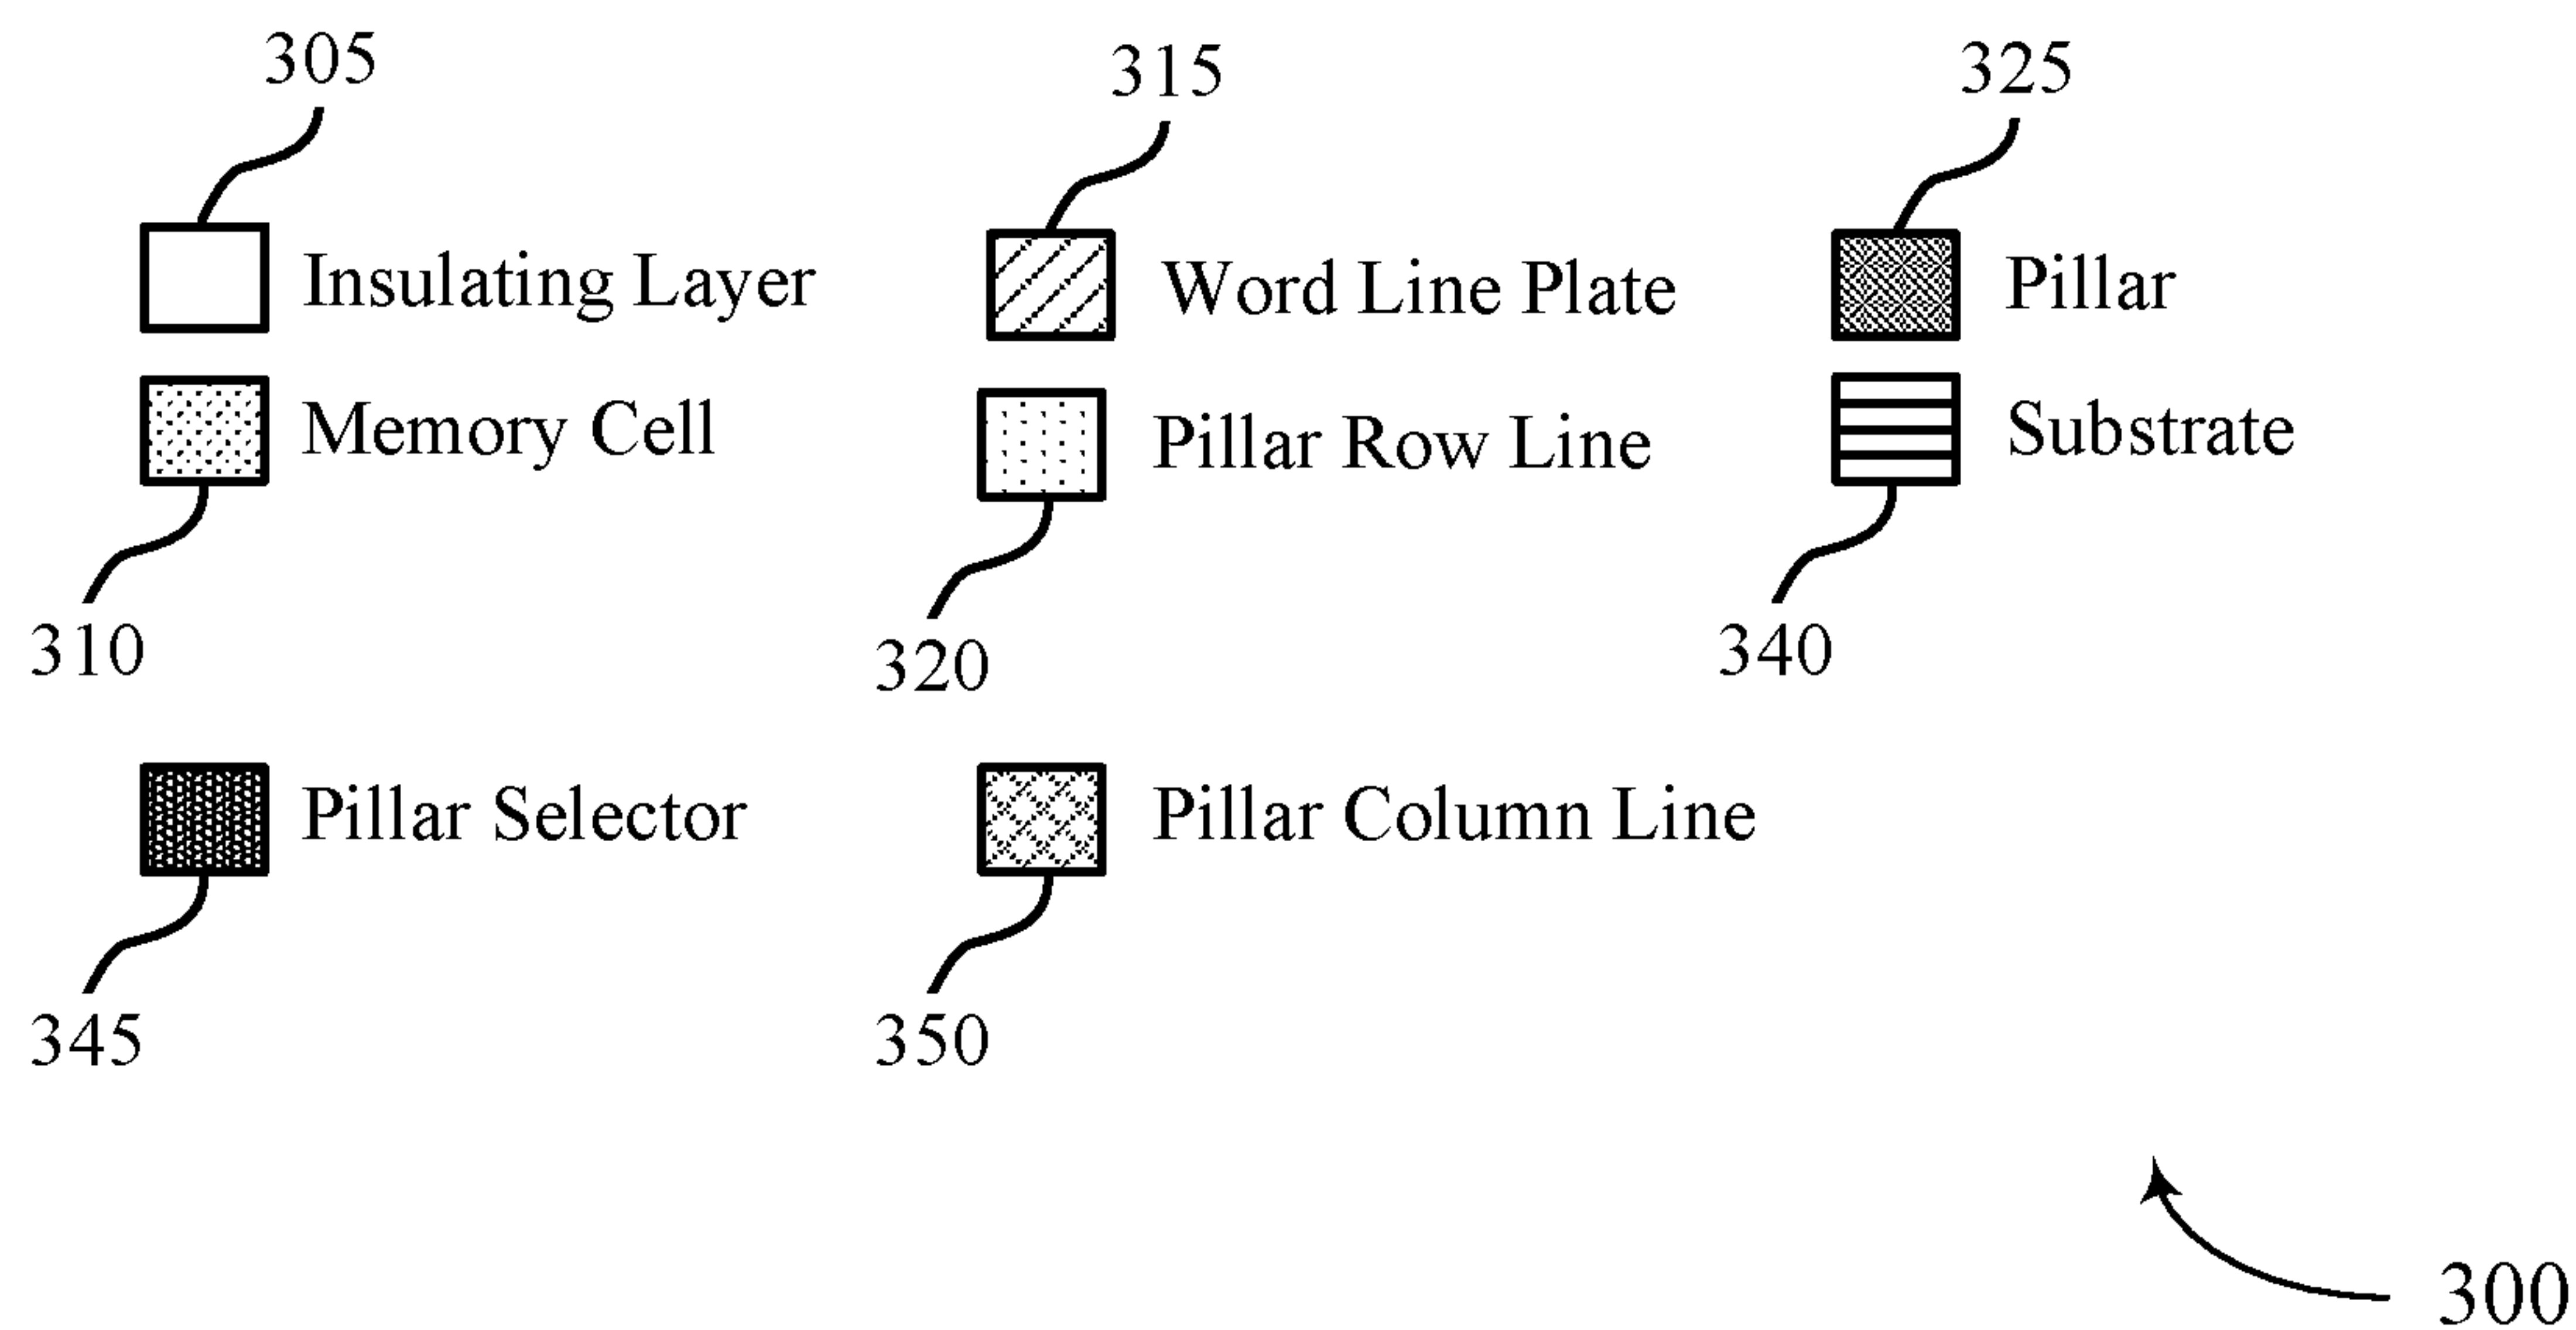 305 315 325
Insulating Layer Word Line Plate Pillar
Memory Cell Pillar Row Line Substrate
310 320 340
Pillar Selector Pillar Column Line
345 350
300